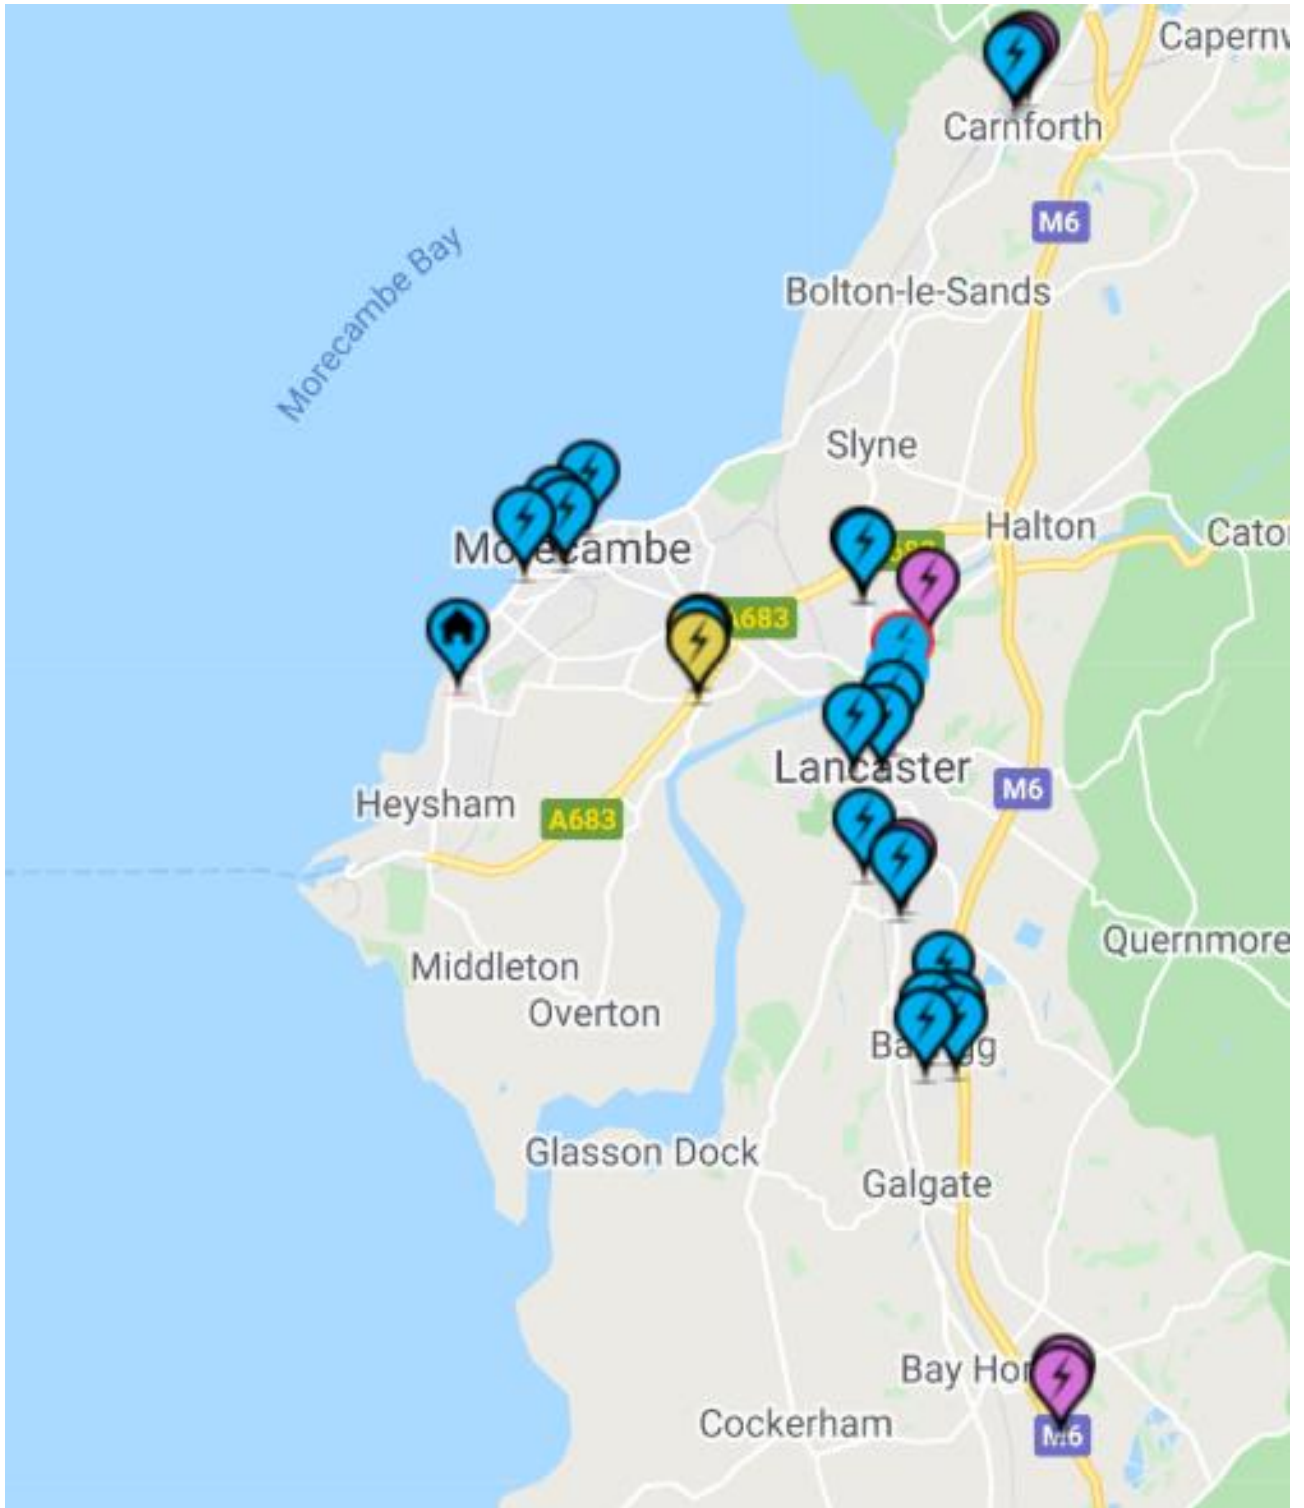 Capernv
Carnforth
M6
Morecambe Bay
Bolton-le-Sands
Slyne
Halton
Cato
Morecambe
A683
Lancaster
M6
Heysham
A683
Quernmore
Middleton
Overton
Glasson Dock
Galgate
Bay Hor
Cockerham
M6